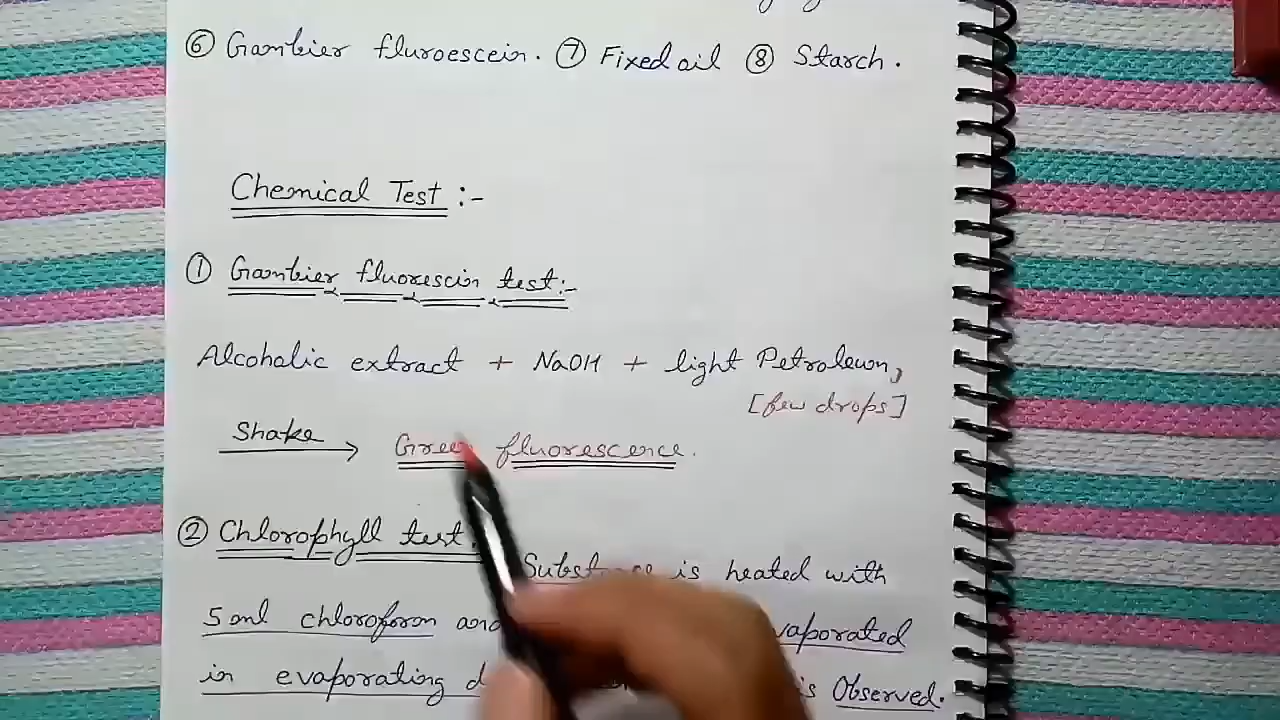 ⑥ Gambier fluroescein. ⑦ Fixed oil ⑧ Starch.
Chemical Test :-
① Gambier fluorescin test:-
Alcoholic extract + NaOH + light Petroleum,
[few drops]
Shake → Green fluorescence.
② Chlorophyll test
Substance is heated with
5 ml chloroform and
evaporated
in evaporating
is Observed.